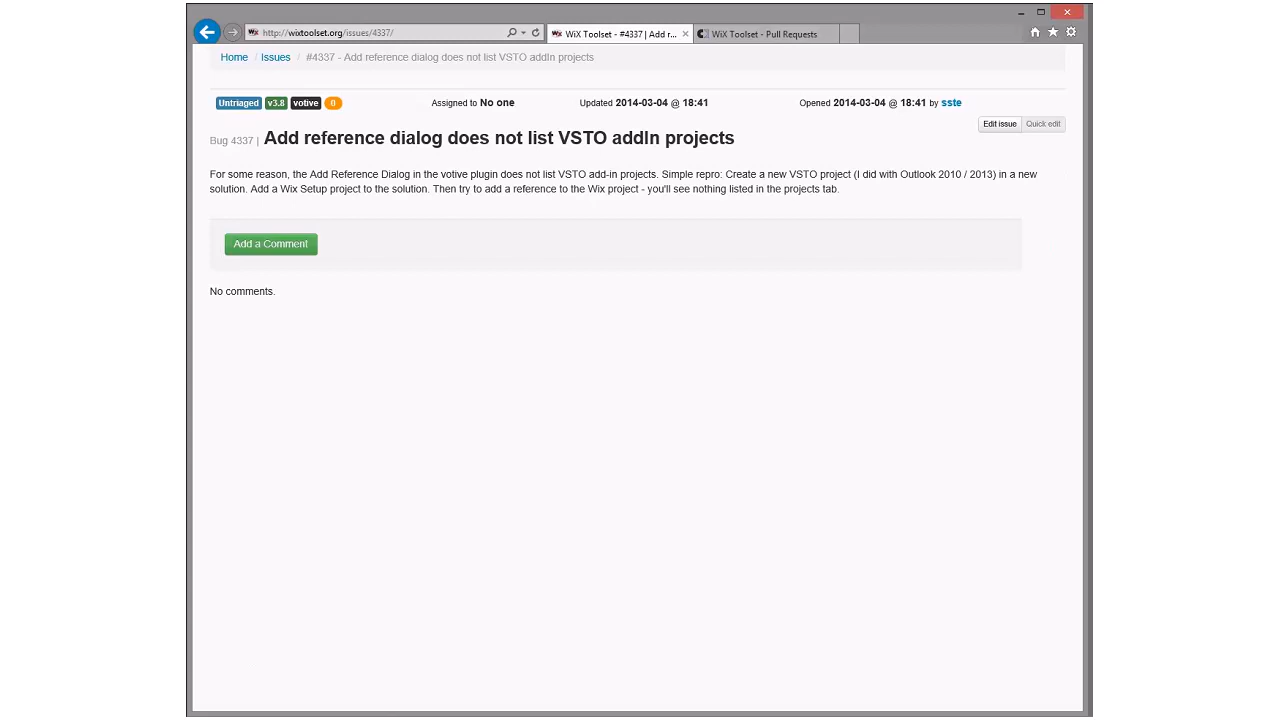 http://wixtoolset.org/issues/4337/
WiX Toolset - #4337 | Add r...
WiX Toolset - Pull Requests
Home / Issues / #4337 - Add reference dialog does not list VSTO addIn projects
Untriaged v3.8 votive 0 Assigned to No one Updated 2014-03-04 @ 18:41 Opened 2014-03-04 @ 18:41 by sste
Edit issue Quick edit
Bug 4337 | Add reference dialog does not list VSTO addIn projects
For some reason, the Add Reference Dialog in the votive plugin does not list VSTO add-in projects. Simple repro: Create a new VSTO project (I did with Outlook 2010 / 2013) in a new
solution. Add a Wix Setup project to the solution. Then try to add a reference to the Wix project - you'll see nothing listed in the projects tab.
Add a Comment
No comments.